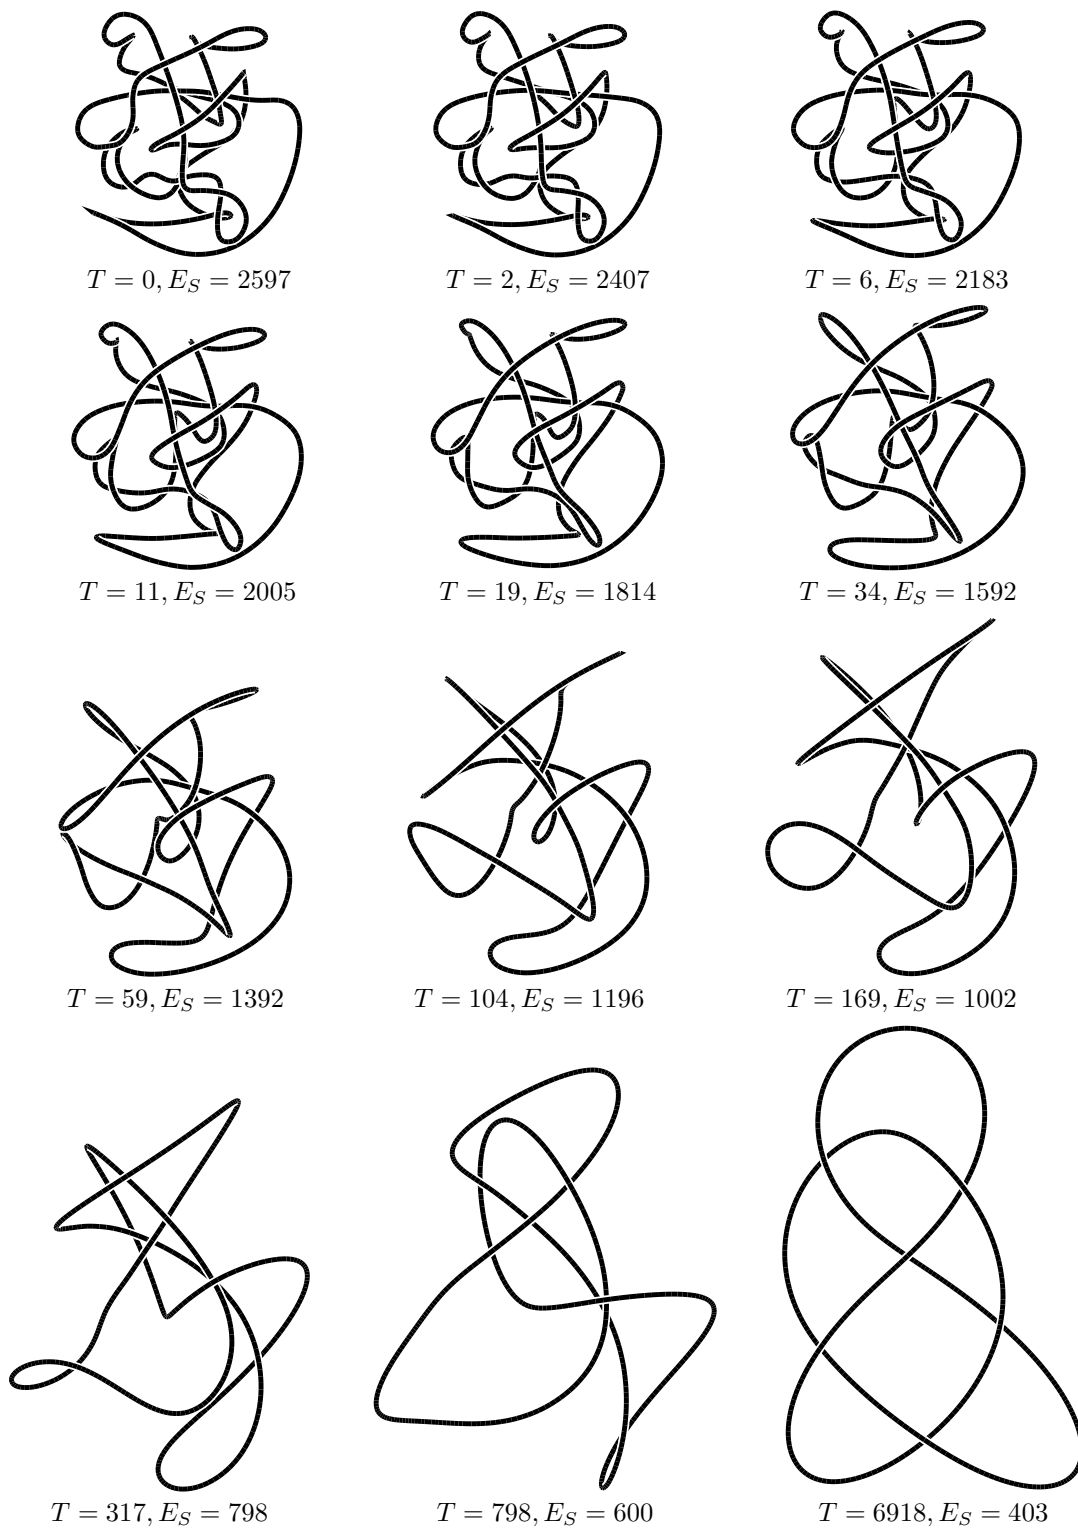 T = 0, E_S = 2597
T = 2, E_S = 2407
T = 6, E_S = 2183
T = 11, E_S = 2005
T = 19, E_S = 1814
T = 34, E_S = 1592
T = 59, E_S = 1392
T = 104, E_S = 1196
T = 169, E_S = 1002
T = 317, E_S = 798
T = 798, E_S = 600
T = 6918, E_S = 403